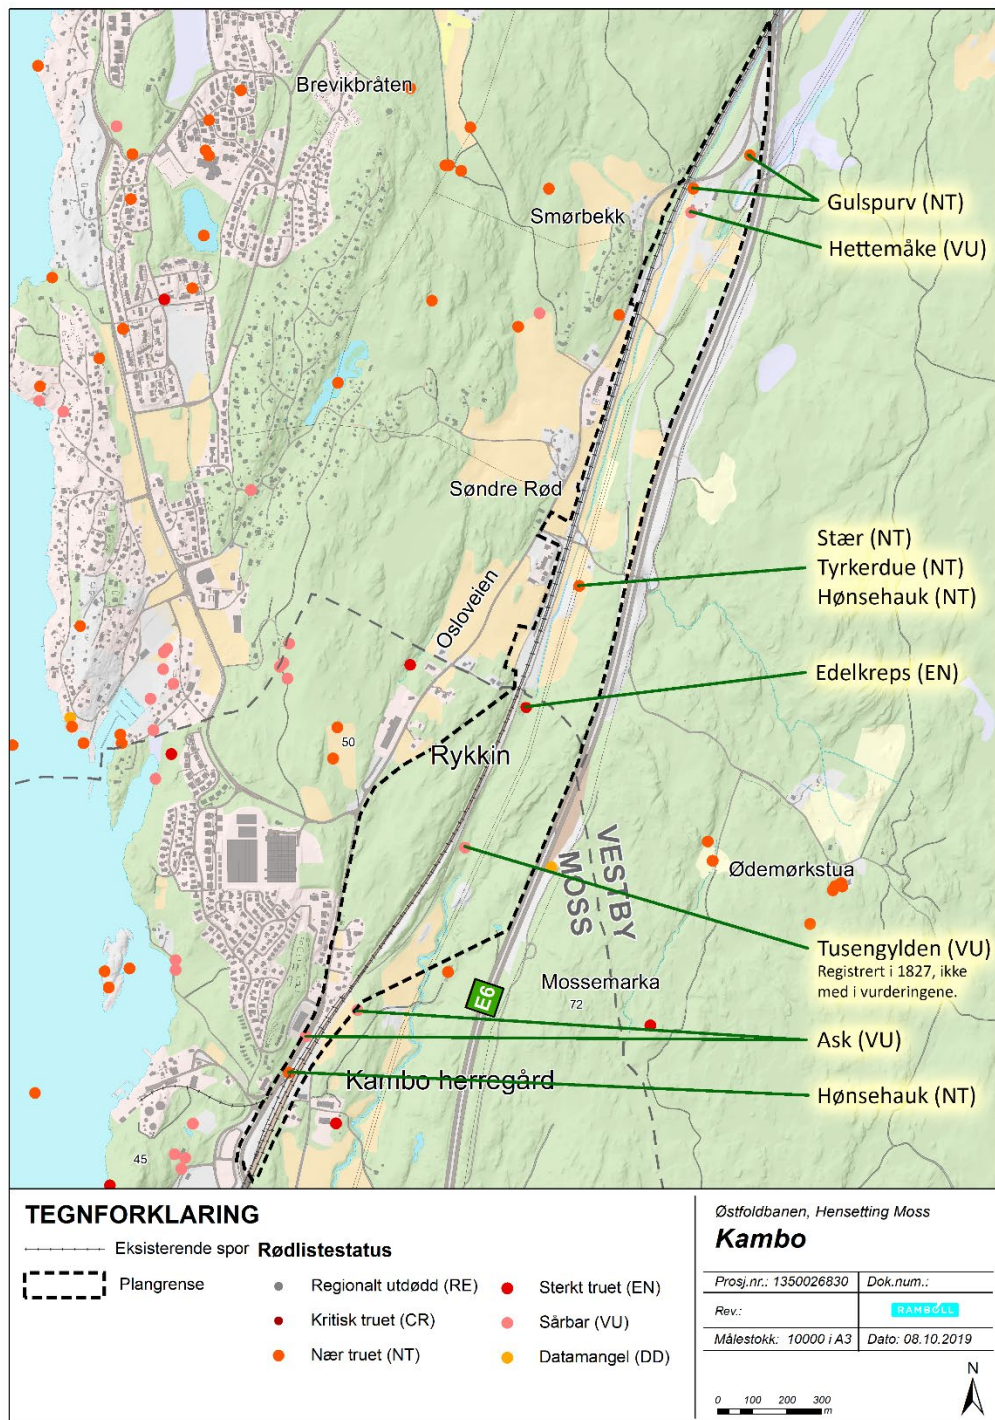 Brevikbråten
Smørbekk
Gulspurv (NT)
Hettemåke (VU)
Søndre Rød
Stær (NT)
Tyrkerdue (NT)
Hønsehauk (NT)
Osloveien
Edelkreps (EN)
50
Rykkin
VESTBY
MOSS
Ødemørkstua
Tusengylden (VU)
Registrert i 1827, ikke
med i vurderingene.
E6
Mossemarka
72
Ask (VU)
Kambo herregård
Hønsehauk (NT)
45
TEGNFORKLARING
Eksisterende spor
Plangrense
Rødlistestatus
Regionalt utdødd (RE)
Kritisk truet (CR)
Nær truet (NT)
Sterkt truet (EN)
Sårbar (VU)
Datamangel (DD)
Østfoldbanen, Hensetting Moss
Kambo
Prosj.nr.: 1350026830
Dok.num.:
Rev.:
RAMBOLL
Målestokk: 10000 i A3
Dato: 08.10.2019
N
0 100 200 300
m